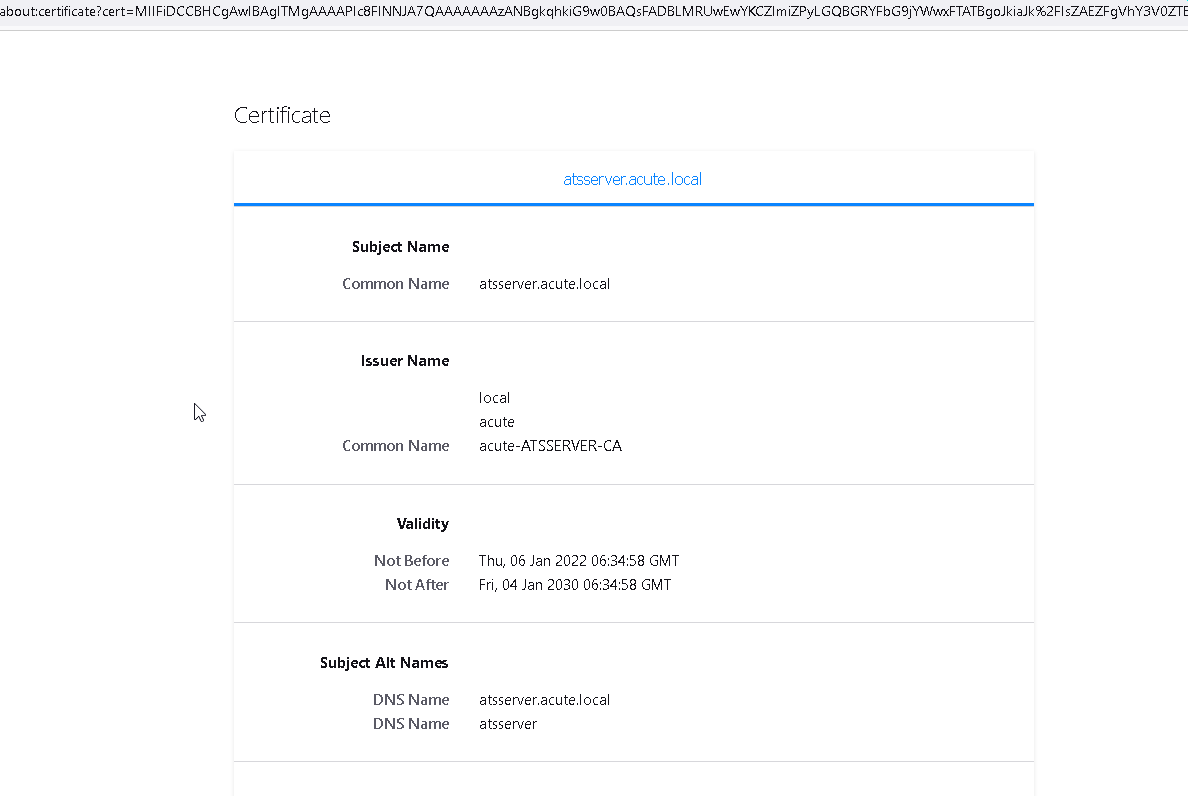 about:certificate?cert=MIIFiDCCBHCgAwIBAgITMgAAAAPIc8FINNJA7QAAAAAAAzANBgkqhkiG9w0BAQsFADBLMRUwEwYKCZImiZPyLGQBGRYFbG9jYWwxFTATBgoJkiaJk%2FIsZAEZFgVhY3V0ZTE
Certificate
atsserver.acute.local
Subject Name
Common Name atsserver.acute.local
Issuer Name
local
acute
Common Name acute-ATSSERVER-CA
Validity
Not Before Thu, 06 Jan 2022 06:34:58 GMT
Not After Fri, 04 Jan 2030 06:34:58 GMT
Subject Alt Names
DNS Name atsserver.acute.local
DNS Name atsserver